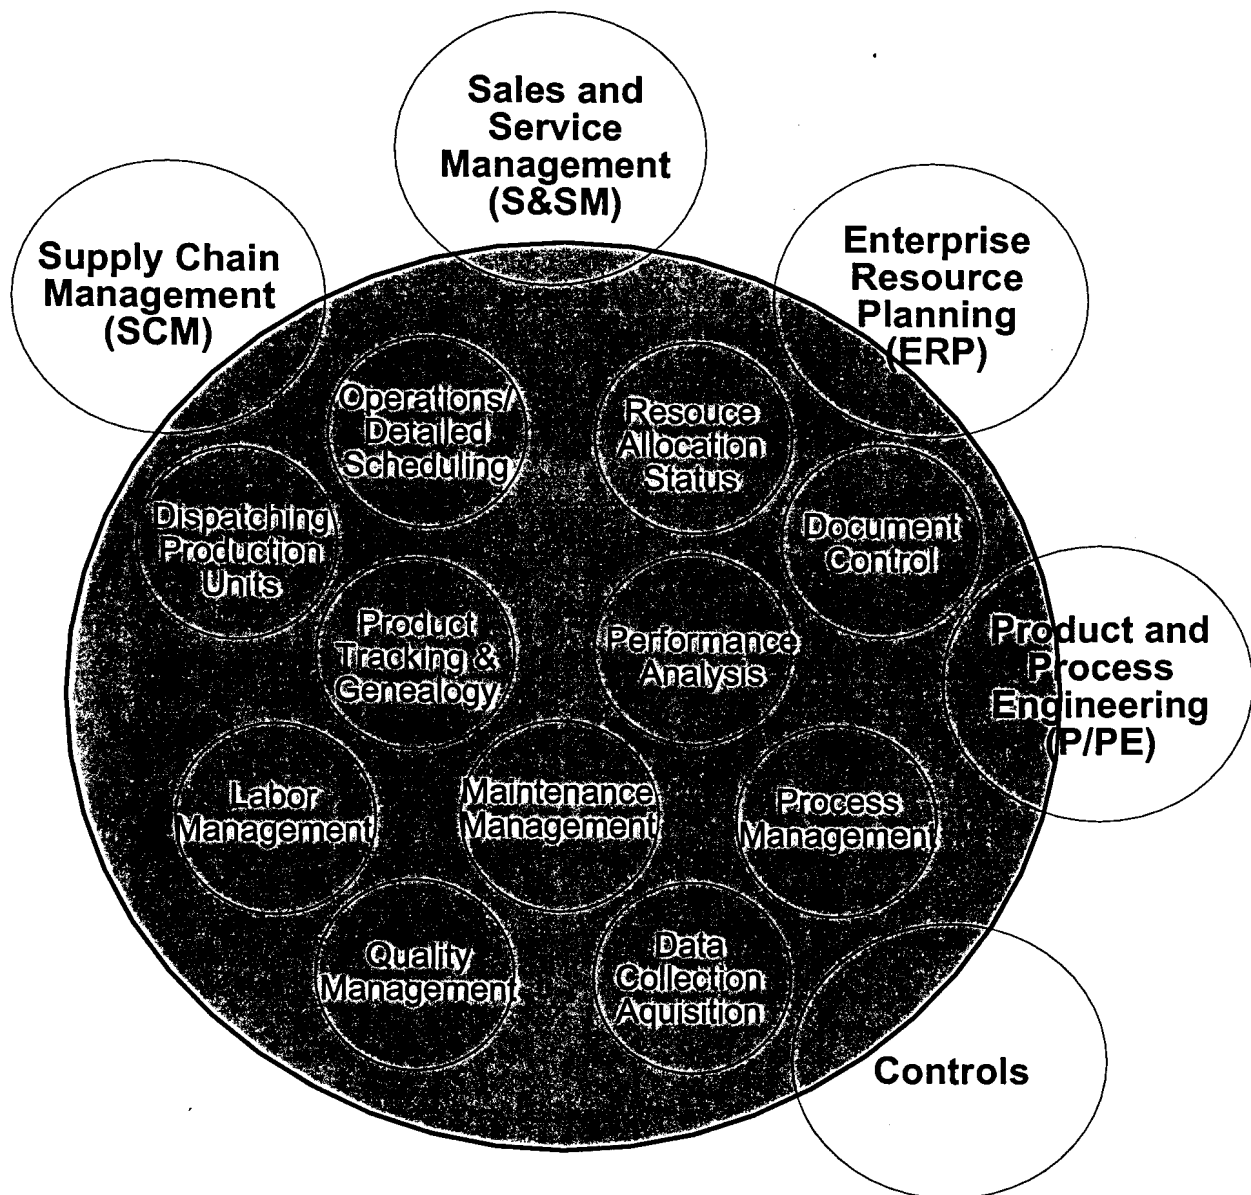 Sales and
Service
Management
(S&SM)
Supply Chain
Management
(SCM)
Enterprise
Resource
Planning
(ERP)
Operations/
Detailed
Scheduling
Resouce
Allocation
Status
Dispatching
Production
Units
Document
Control
Product
Tracking &
Genealogy
Performance
Analysis
Product and
Process
Engineering
(P/PE)
Labor
Management
Maintenance
Management
Process
Management
Quality
Management
Data
Collection
Aquisition
Controls